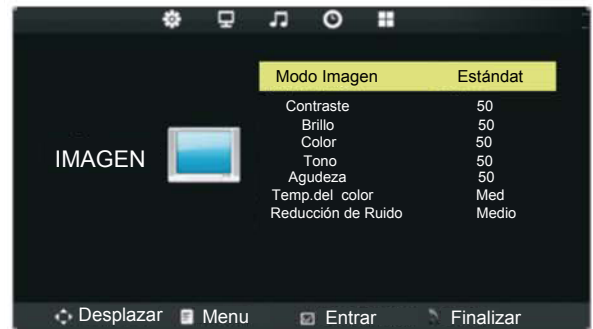 Modo Imagen Estándat
Contraste 50
Brillo 50
Color 50
IMAGEN
Tono 50
Agudeza 50
Temp.del color Med
Reducción de Ruido Medio
Desplazar Menu Entrar Finalizar